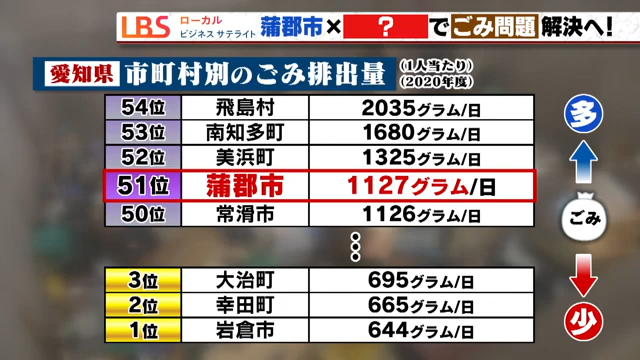 LBS ローカル ビジネス サテライト 蒲郡市×?でごみ問題解決へ!
愛知県 市町村別のごみ排出量 (1人当たり)
(2020年度)
54位 飛島村 2035グラム/日
53位 南知多町 1680グラム/日
52位 美浜町 1325グラム/日
51位 蒲郡市 1127グラム/日
50位 常滑市 1126グラム/日
3位 大治町 695グラム/日
2位 幸田町 665グラム/日
1位 岩倉市 644グラム/日
多
ごみ
少